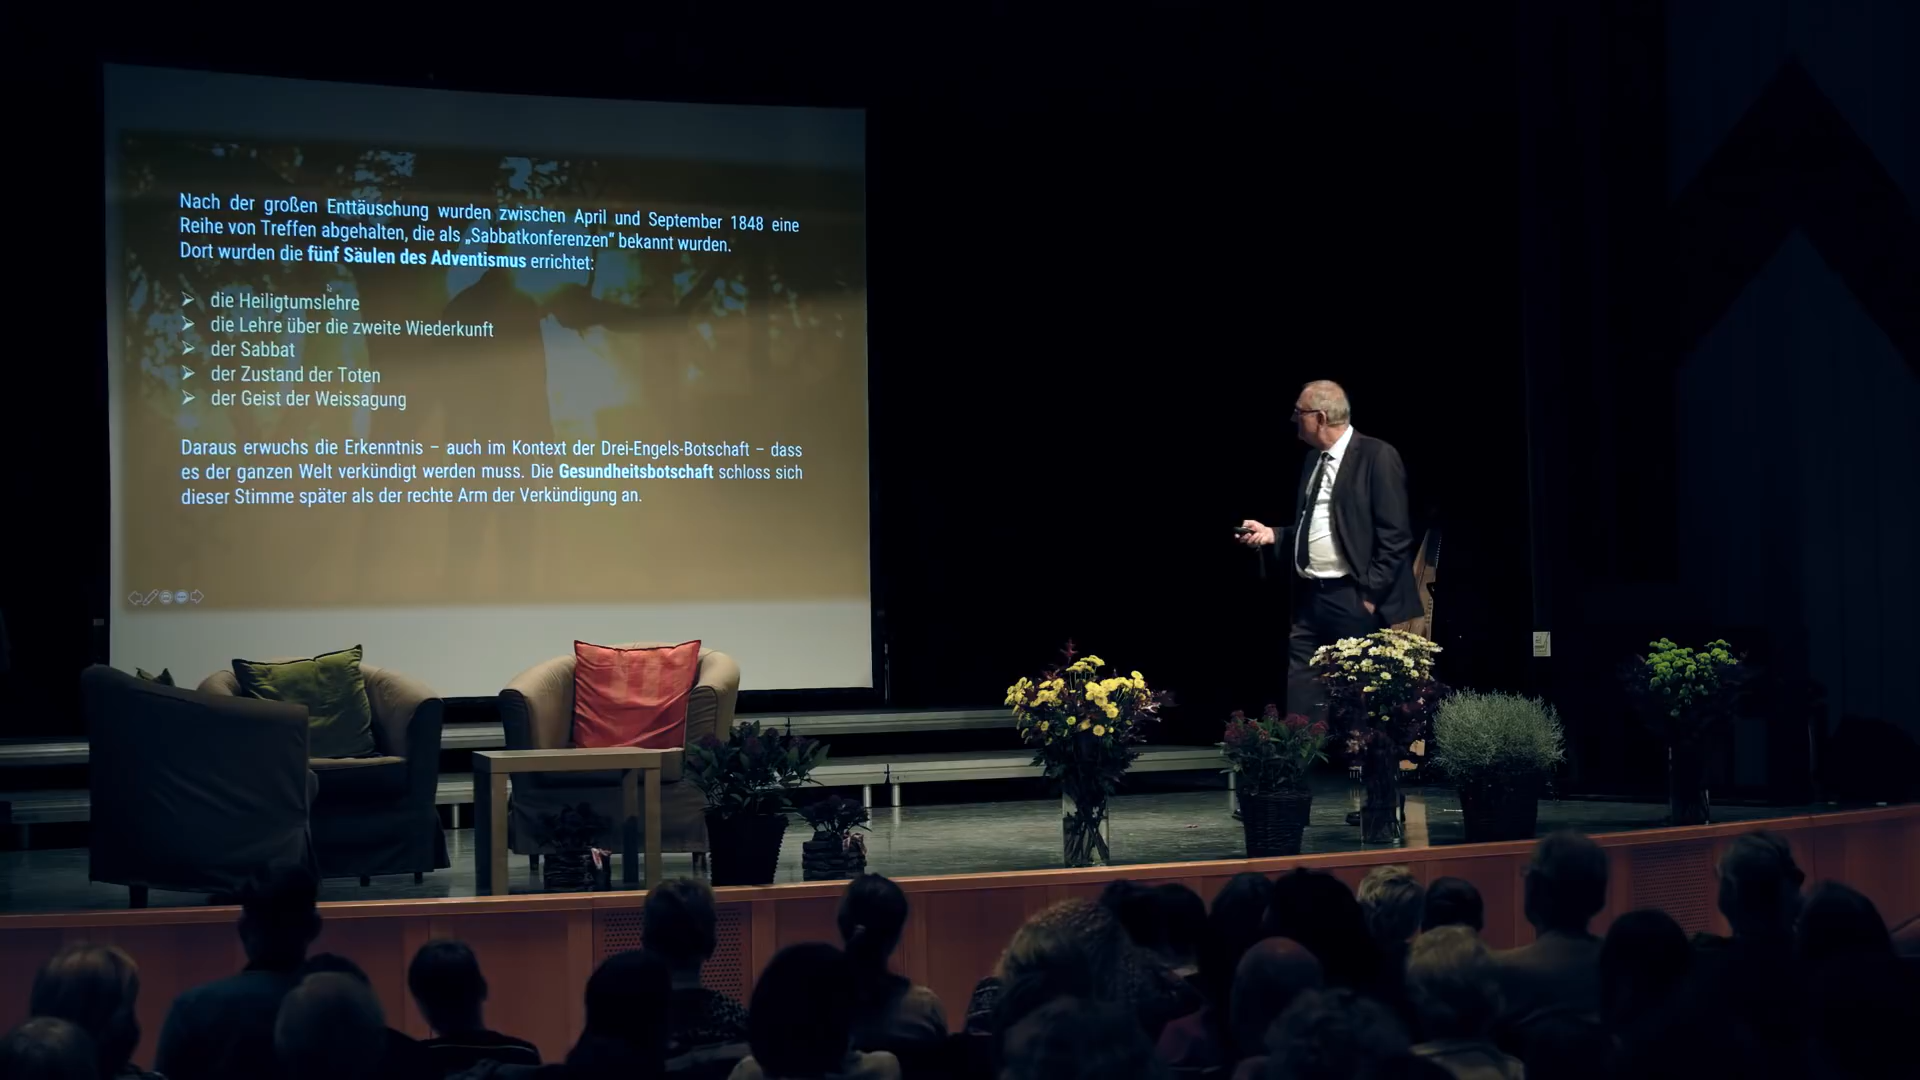 Nach der großen Enttäuschung wurden zwischen April und September 1848 eine
Reihe von Treffen abgehalten, die als „Sabbatkonferenzen“ bekannt wurden.
Dort wurden die fünf Säulen des Adventismus errichtet:
➢ die Heiligtumslehre
➢ die Lehre über die zweite Wiederkunft
➢ der Sabbat
➢ der Zustand der Toten
➢ der Geist der Weissagung
Daraus erwuchs die Erkenntnis – auch im Kontext der Drei-Engels-Botschaft – dass
es der ganzen Welt verkündigt werden muss. Die Gesundheitsbotschaft schloss sich
dieser Stimme später als der rechte Arm der Verkündigung an.